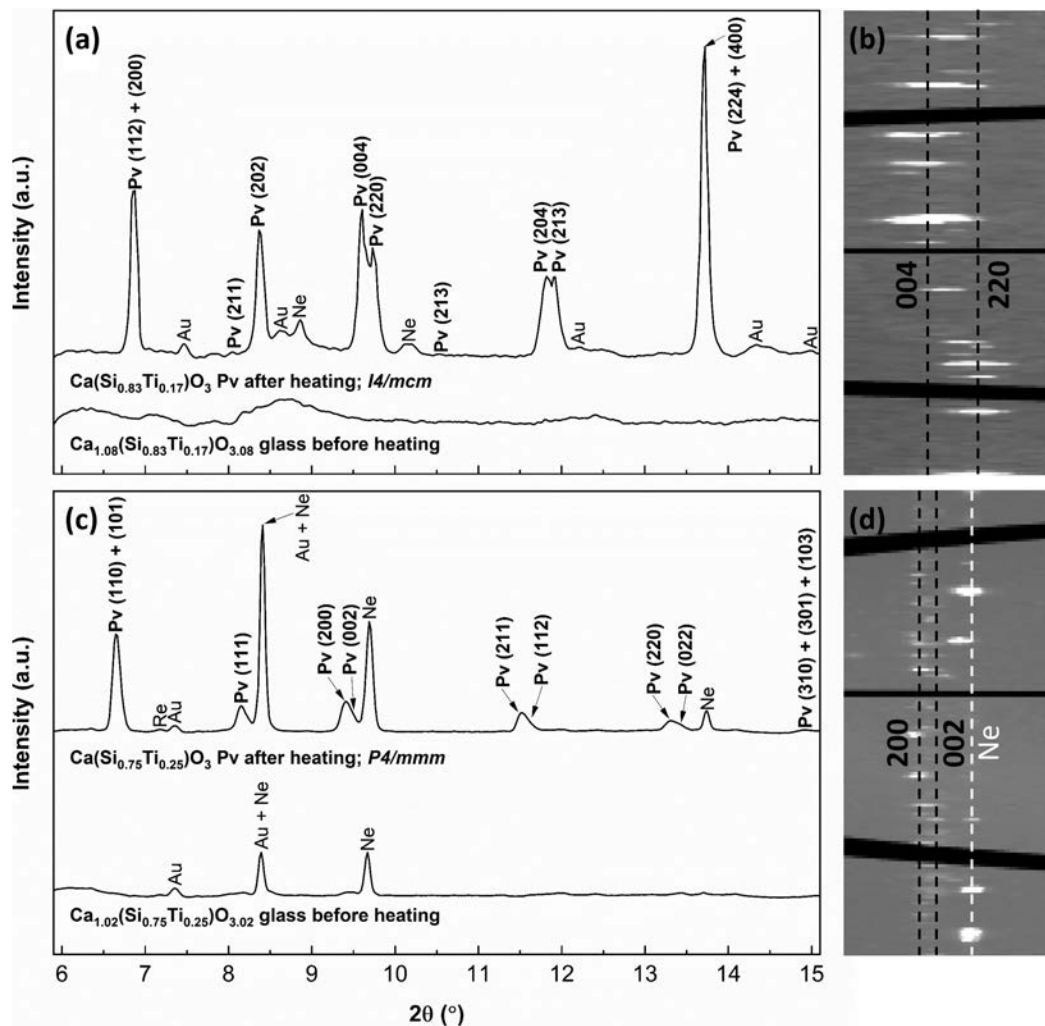 (a)
Intensity (a.u.)
Pv (112) + (200)
Pv (211)
Au
Pv (202)
Au
Ne
Pv (004)
Pv (220)
Ne
Pv (213)
Pv (204)
Pv (213)
Au
Pv (224) + (400)
Au
Au
Ca(Si0.83Ti0.17)O3 Pv after heating; I4/mcm
Ca1.08(Si0.83Ti0.17)O3.08 glass before heating
(b)
004
220
(c)
Intensity (a.u.)
Pv (110) + (101)
Re
Au
Pv (111)
Au + Ne
Pv (200)
Pv (002)
Ne
Pv (211)
Pv (112)
Pv (220)
Pv (022)
Ne
Pv (310) + (301) + (103)
Ca(Si0.75Ti0.25)O3 Pv after heating; P4/mmm
Au
Au + Ne
Ne
Ca1.02(Si0.75Ti0.25)O3.02 glass before heating
6 7 8 9 10 11 12 13 14 15
2θ (°)
(d)
200
002
Ne